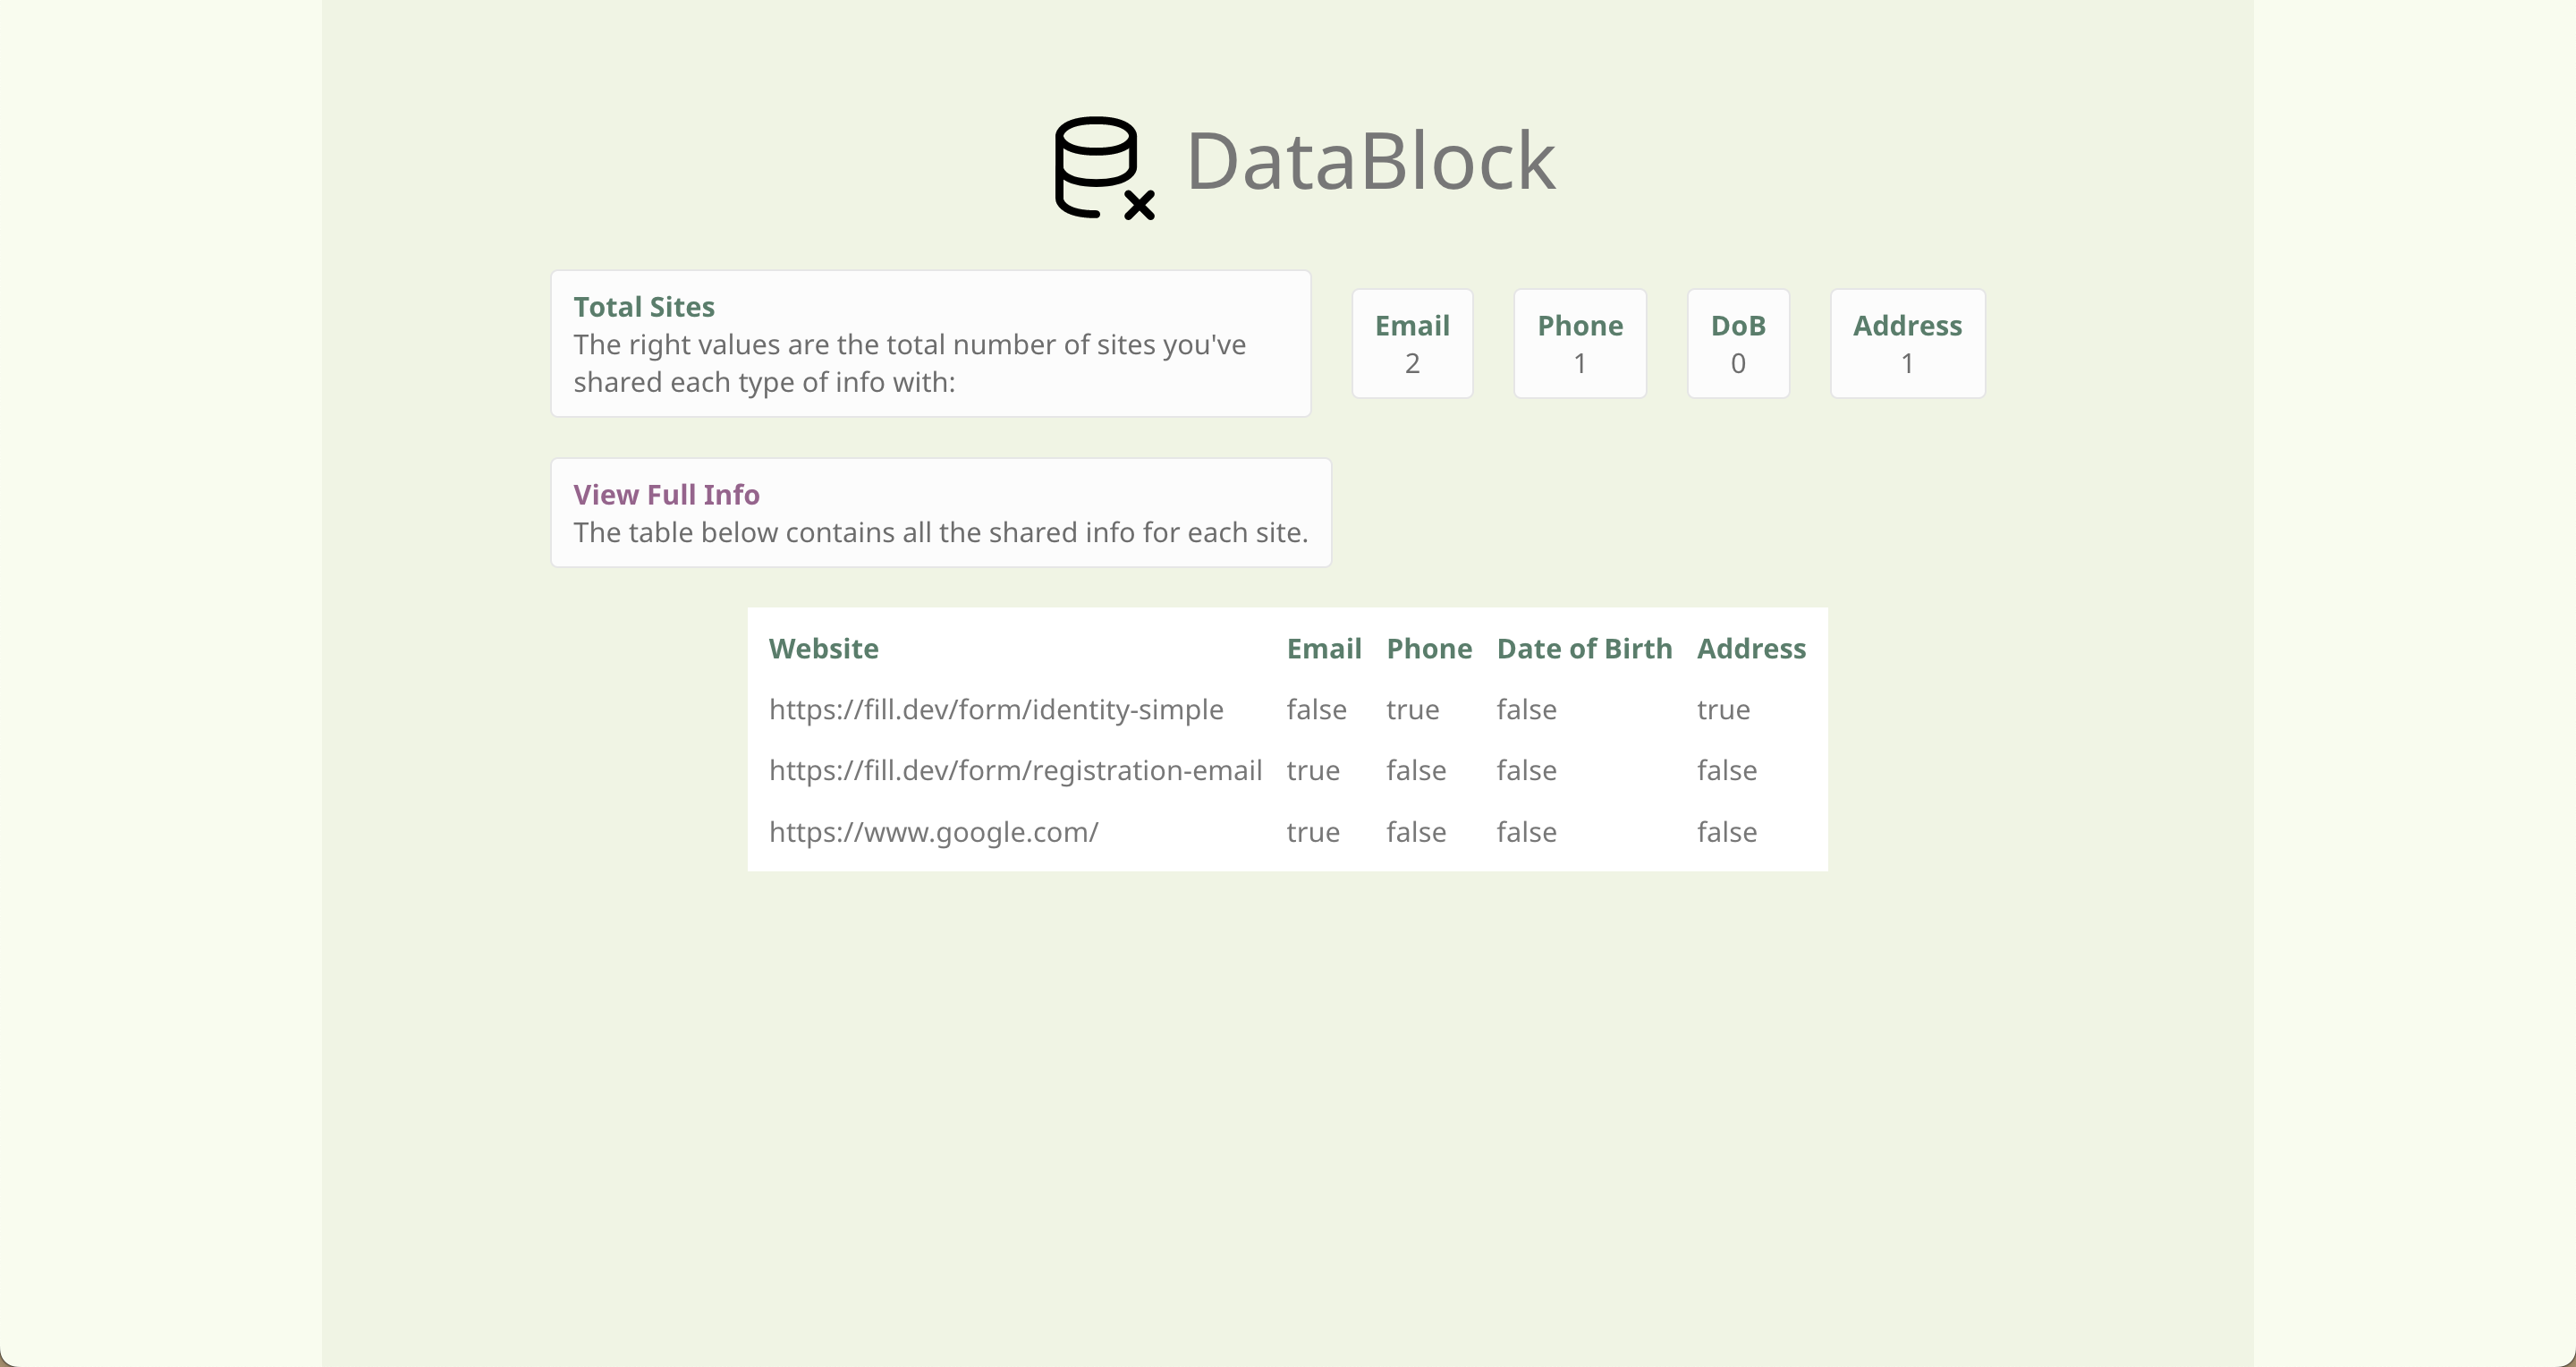 DataBlock
Total Sites
The right values are the total number of sites you've
shared each type of info with:
Email
2
Phone
1
DoB
0
Address
1
View Full Info
The table below contains all the shared info for each site.
Website Email Phone Date of Birth Address
https://fill.dev/form/identity-simple false true false true
https://fill.dev/form/registration-email true false false false
https://www.google.com/ true false false false